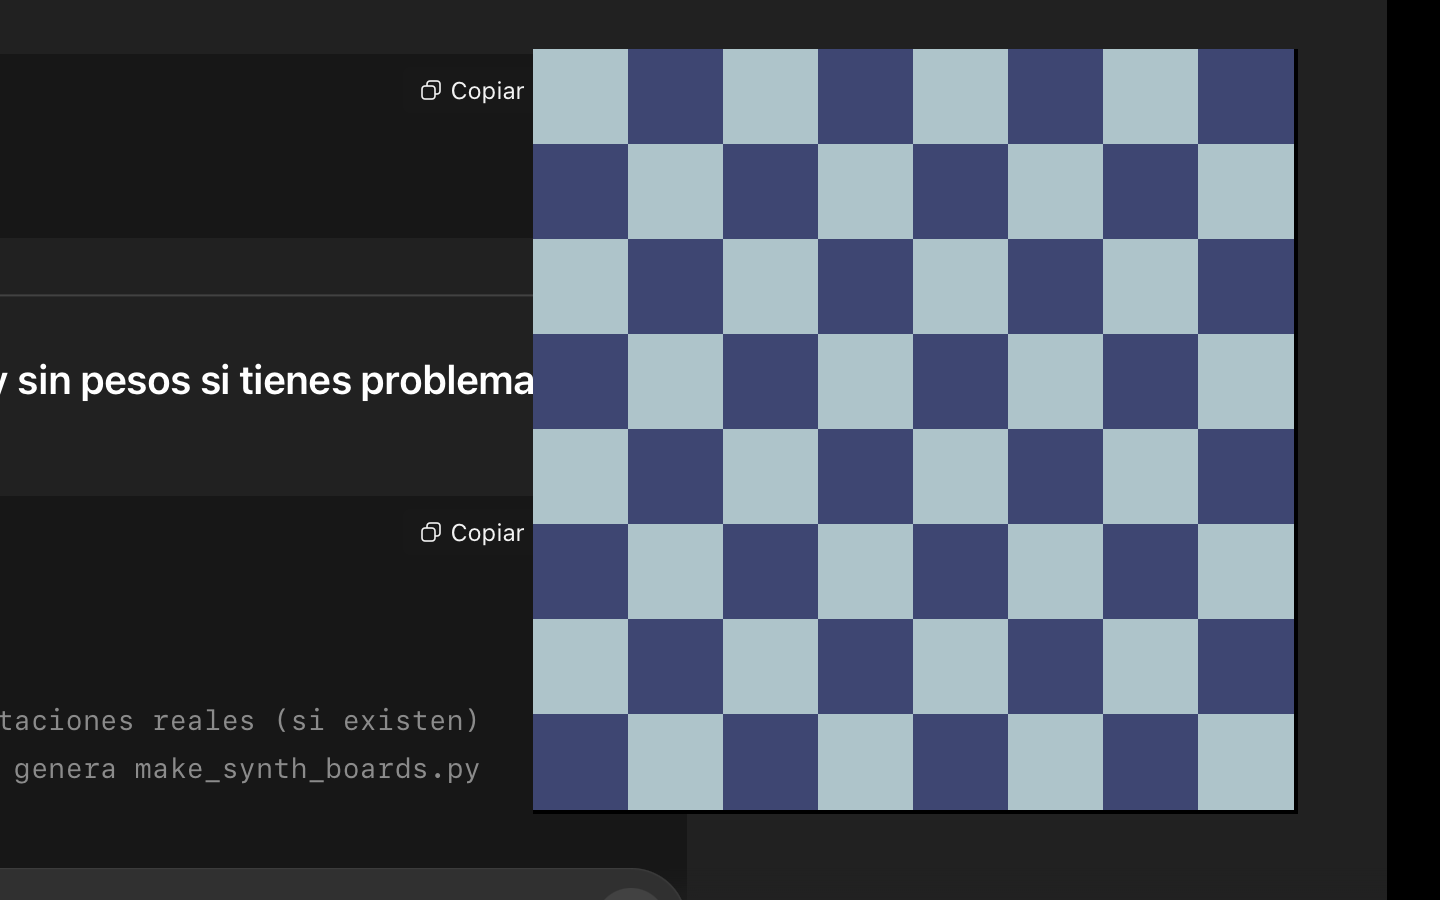 Copiar
y sin pesos si tienes problema
Copiar
taciones reales (si existen)
genera make_synth_boards.py